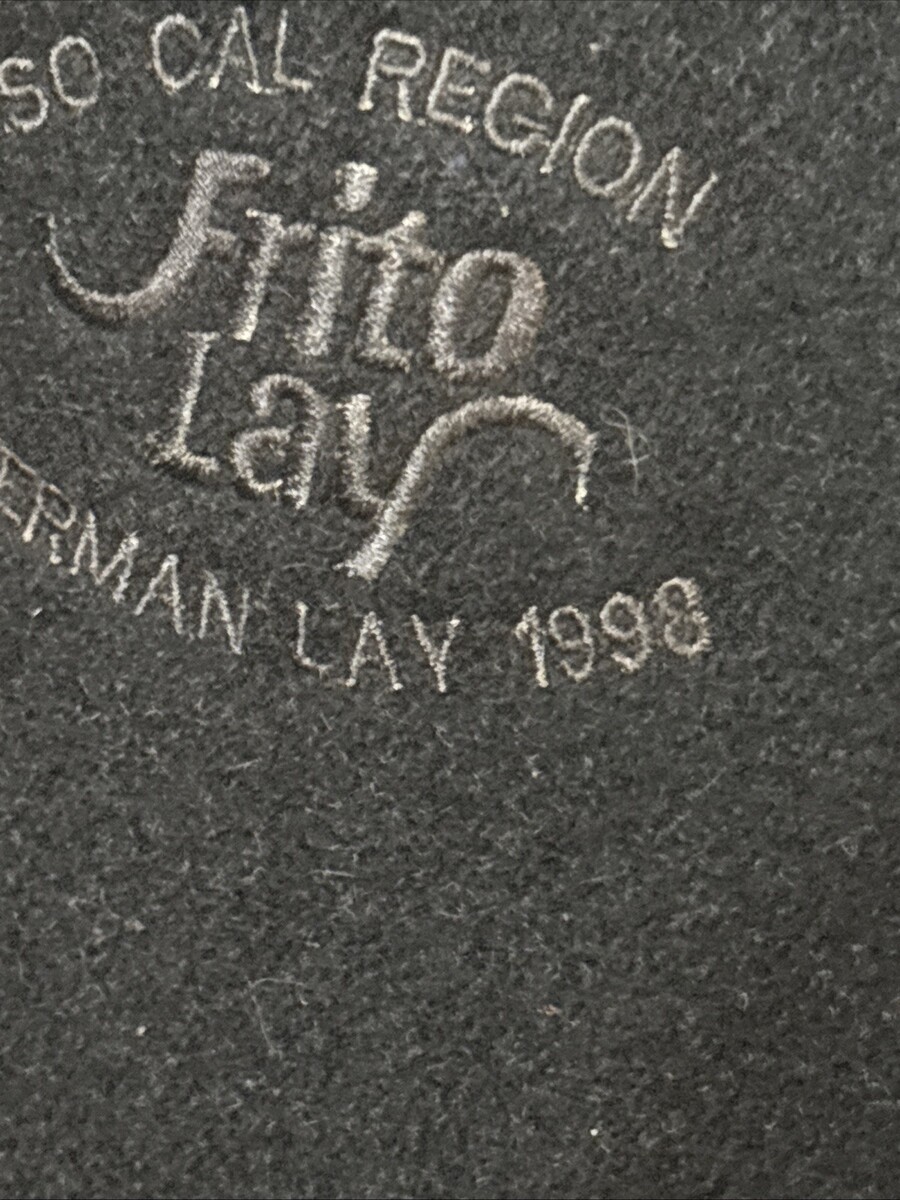 SO CAL REGION
Frito
Lay
ERMAN LAY 1998